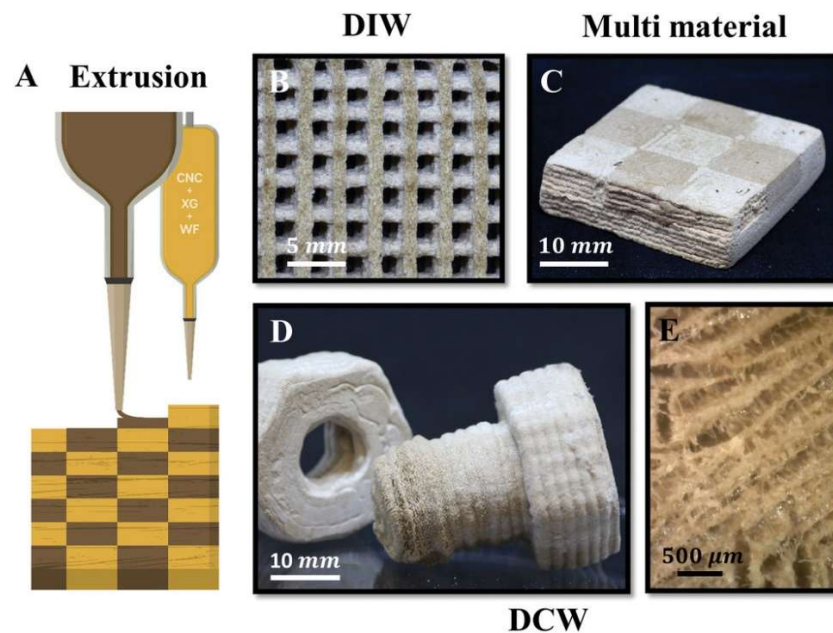 DIW
Multi material
A Extrusion
CNC
+
XG
+
WF
B
5 mm
C
10 mm
D
10 mm
E
500 μm
DCW